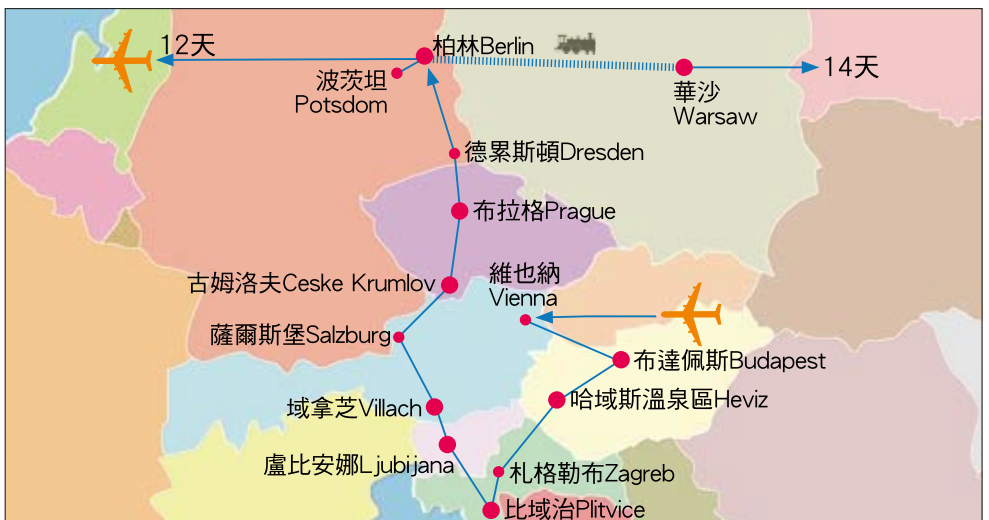 12天
柏林Berlin
14天
波茨坦
Potsdom
華沙
Warsaw
德累斯頓Dresden
布拉格Prague
維也納
Vienna
古姆洛夫Ceske Krumlov
薩爾斯堡Salzburg
布達佩斯Budapest
域拿芝Villach
哈域斯溫泉區Heviz
盧比安娜Ljubijana
札格勒布Zagreb
比域治Plitvice